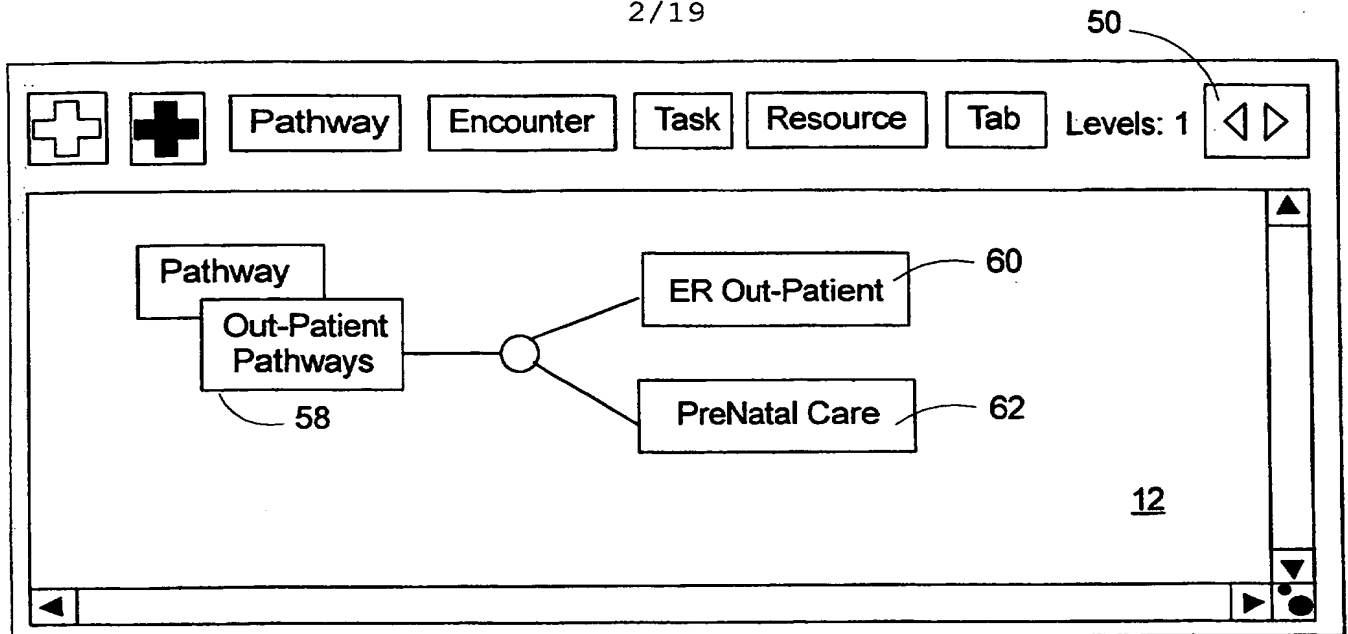 2/19
50
Pathway Encounter Task Resource Tab Levels: 1
Pathway
Out-Patient
Pathways
58
ER Out-Patient
60
PreNatal Care
62
12